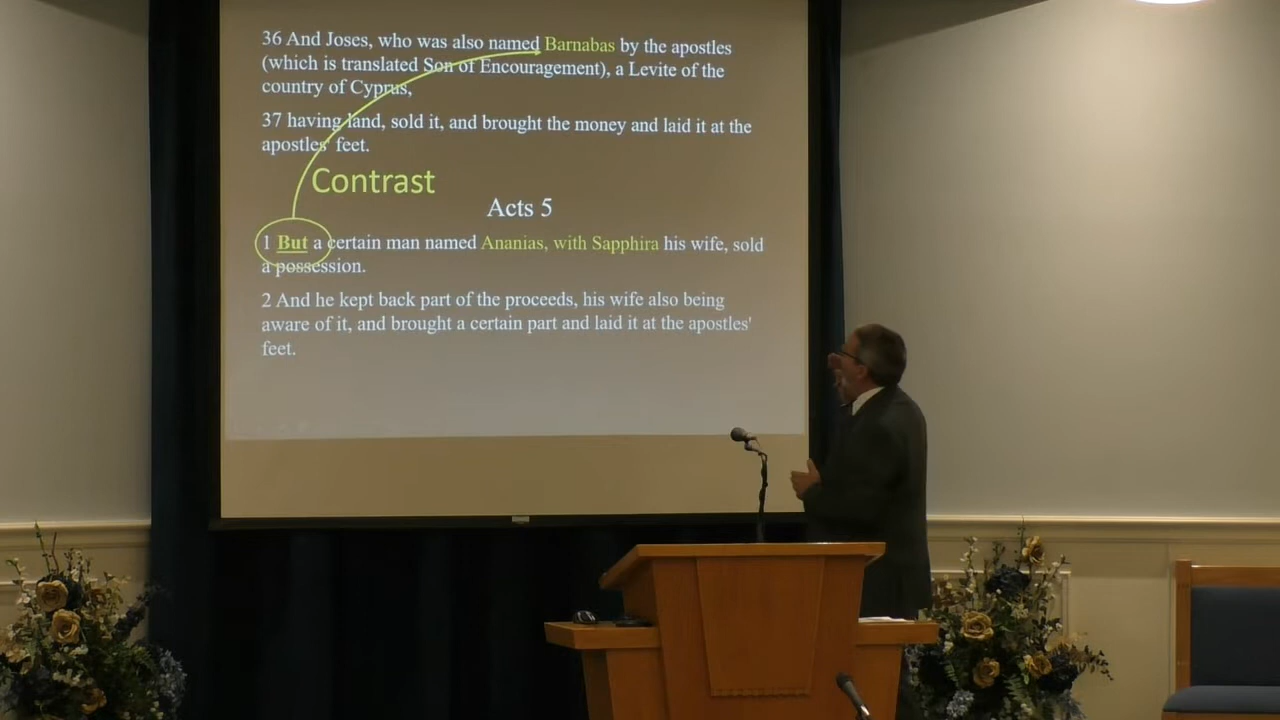 36 And Joses, who was also named Barnabas by the apostles
(which is translated Son of Encouragement), a Levite of the
country of Cyprus,
37 having land, sold it, and brought the money and laid it at the
apostles' feet.
Contrast
Acts 5
1 But a certain man named Ananias, with Sapphira his wife, sold
a possession.
2 And he kept back part of the proceeds, his wife also being
aware of it, and brought a certain part and laid it at the apostles'
feet.